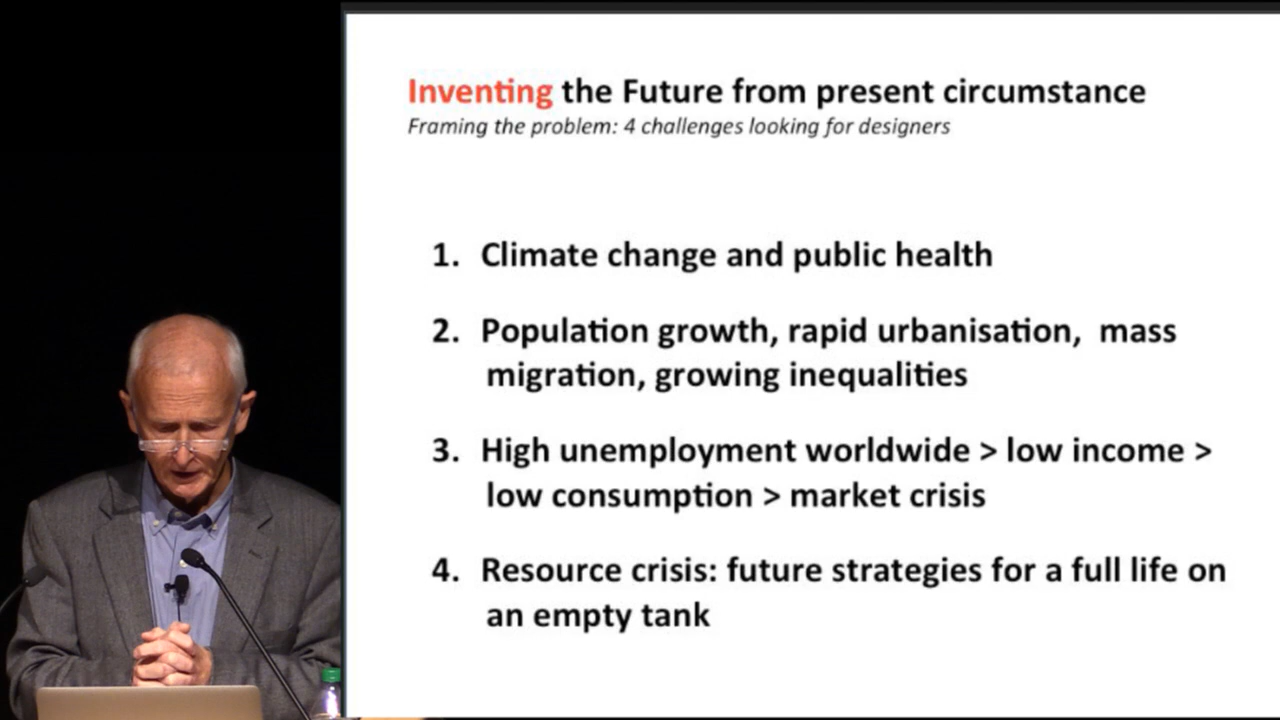 Inventing the Future from present circumstance
Framing the problem: 4 challenges looking for designers
1. Climate change and public health
2. Population growth, rapid urbanisation, mass
migration, growing inequalities
3. High unemployment worldwide > low income >
low consumption > market crisis
4. Resource crisis: future strategies for a full life on
an empty tank